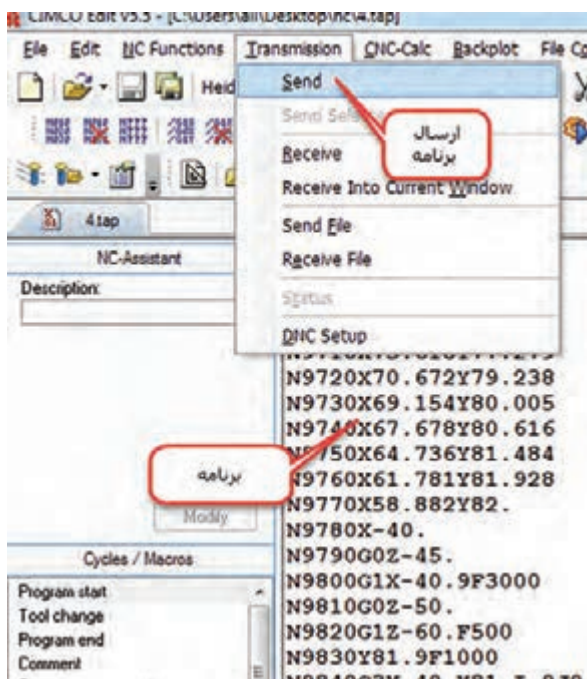 CIMCO Edit v5.5 - [C:\Users\ali\Desktop\nc\4.tap]
File Edit NC Functions Transmission CNC-Calc Backplot File
Heid
Send
ارسال
برنامه
Receive
Receive Into Current Window
Send File
Receive File
Status
DNC Setup
4.tap
NC-Assistant
Description:
N9720X70.672Y79.238
N9730X69.154Y80.005
N9740X67.678Y80.616
N9750X64.736Y81.484
N9760X61.781Y81.928
N9770X58.882Y82.
N9780X-40.
N9790G0Z-45.
N9800G1X-40.9F3000
N9810G0Z-50.
N9820G1Z-60.F500
N9830Y81.9F1000
برنامه
Modify
Cycles / Macros
Program start
Tool change
Program end
Comment